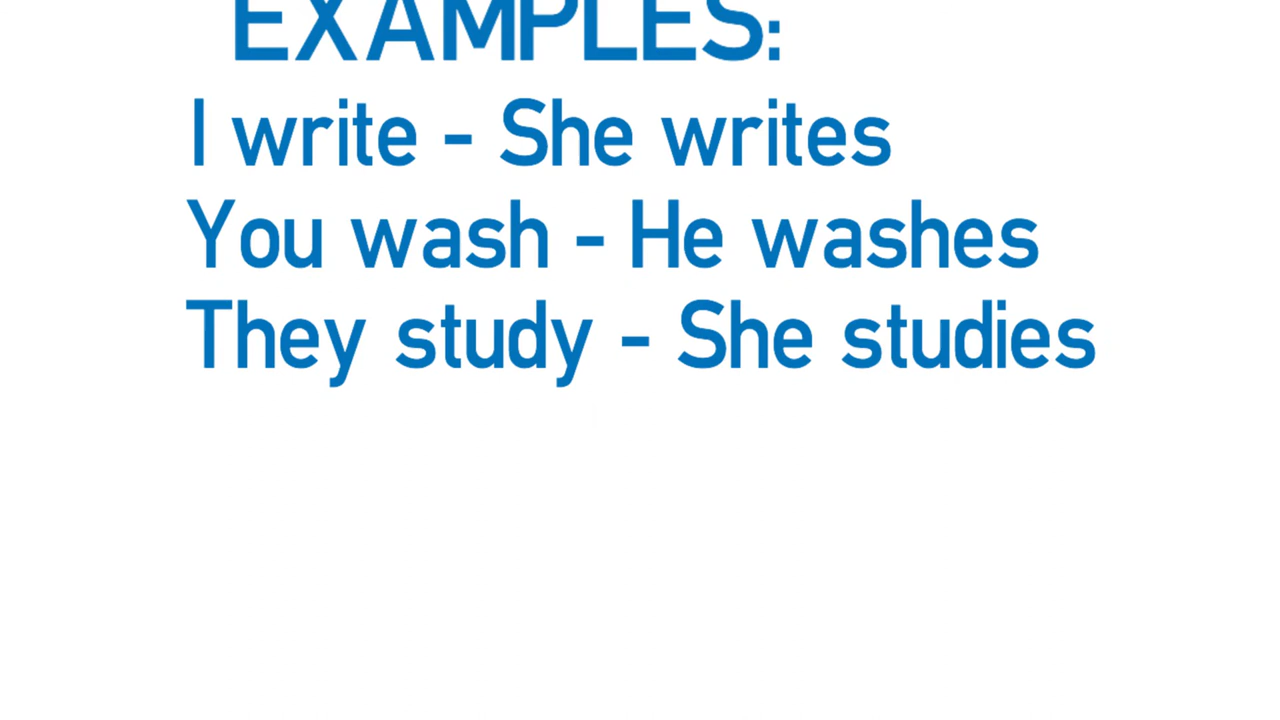 EXAMPLES:
I write - She writes
You wash - He washes
They study - She studies